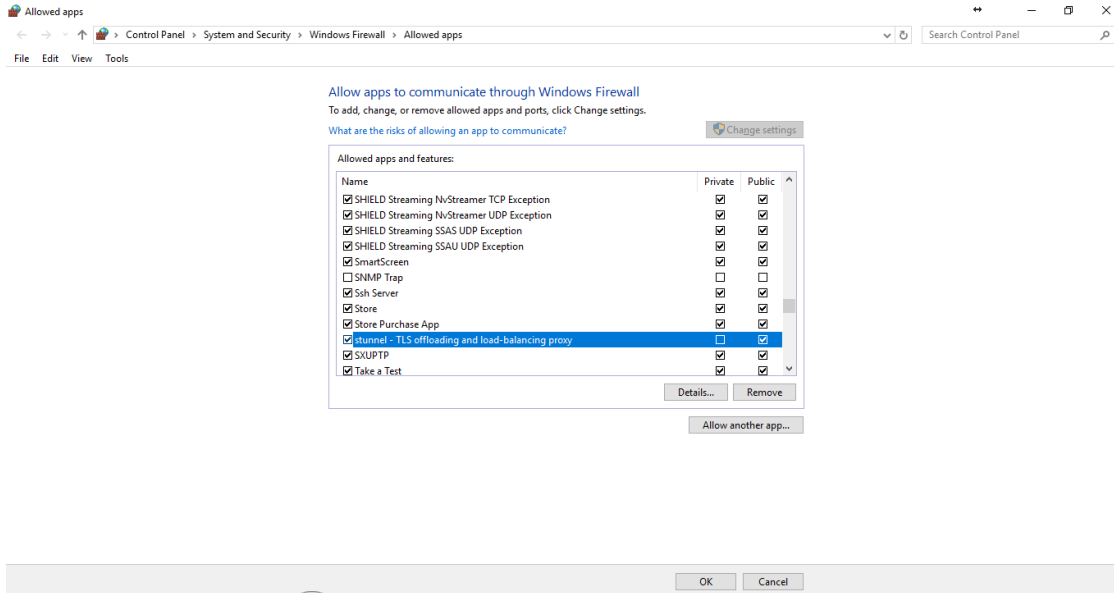 Allowed apps
Control Panel › System and Security › Windows Firewall › Allowed apps
Search Control Panel
File Edit View Tools
Allow apps to communicate through Windows Firewall
To add, change, or remove allowed apps and ports, click Change settings.
What are the risks of allowing an app to communicate?
Change settings
Allowed apps and features:
Name Private Public
SHIELD Streaming NvStreamer TCP Exception
SHIELD Streaming NvStreamer UDP Exception
SHIELD Streaming SSAS UDP Exception
SHIELD Streaming SSAU UDP Exception
SmartScreen
SNMP Trap
Ssh Server
Store
Store Purchase App
stunnel - TLS offloading and load-balancing proxy
SXUPTP
Take a Test
Details... Remove
Allow another app...
OK Cancel